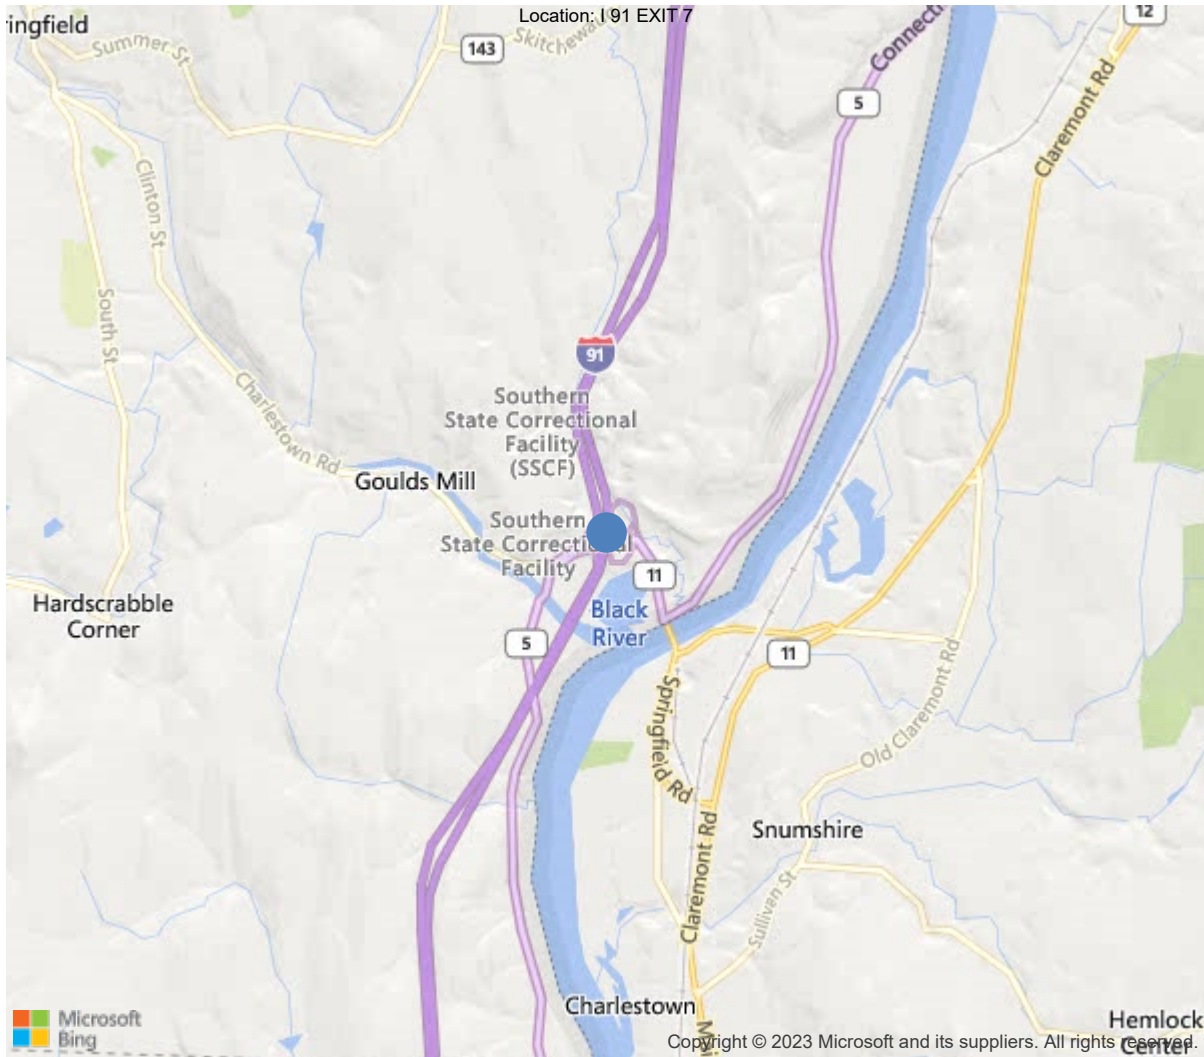 Location: I 91 EXIT 7
ringfield
Summer St
143
Skitchewau
Connecti
12
5
Claremont Rd
Clinton St
South St
91
Southern
State Correctional
Facility
(SSCF)
Charlestown Rd
Goulds Mill
Southern
State Correctional
Facility
11
Hardscrabble
Corner
Black
River
5
11
Springfield Rd
Old Claremont Rd
Snumshire
Claremont Rd
Sullivan St
Charlestown
Hemlock
Center
Microsoft
Bing
Copyright © 2023 Microsoft and its suppliers. All rights reserved.